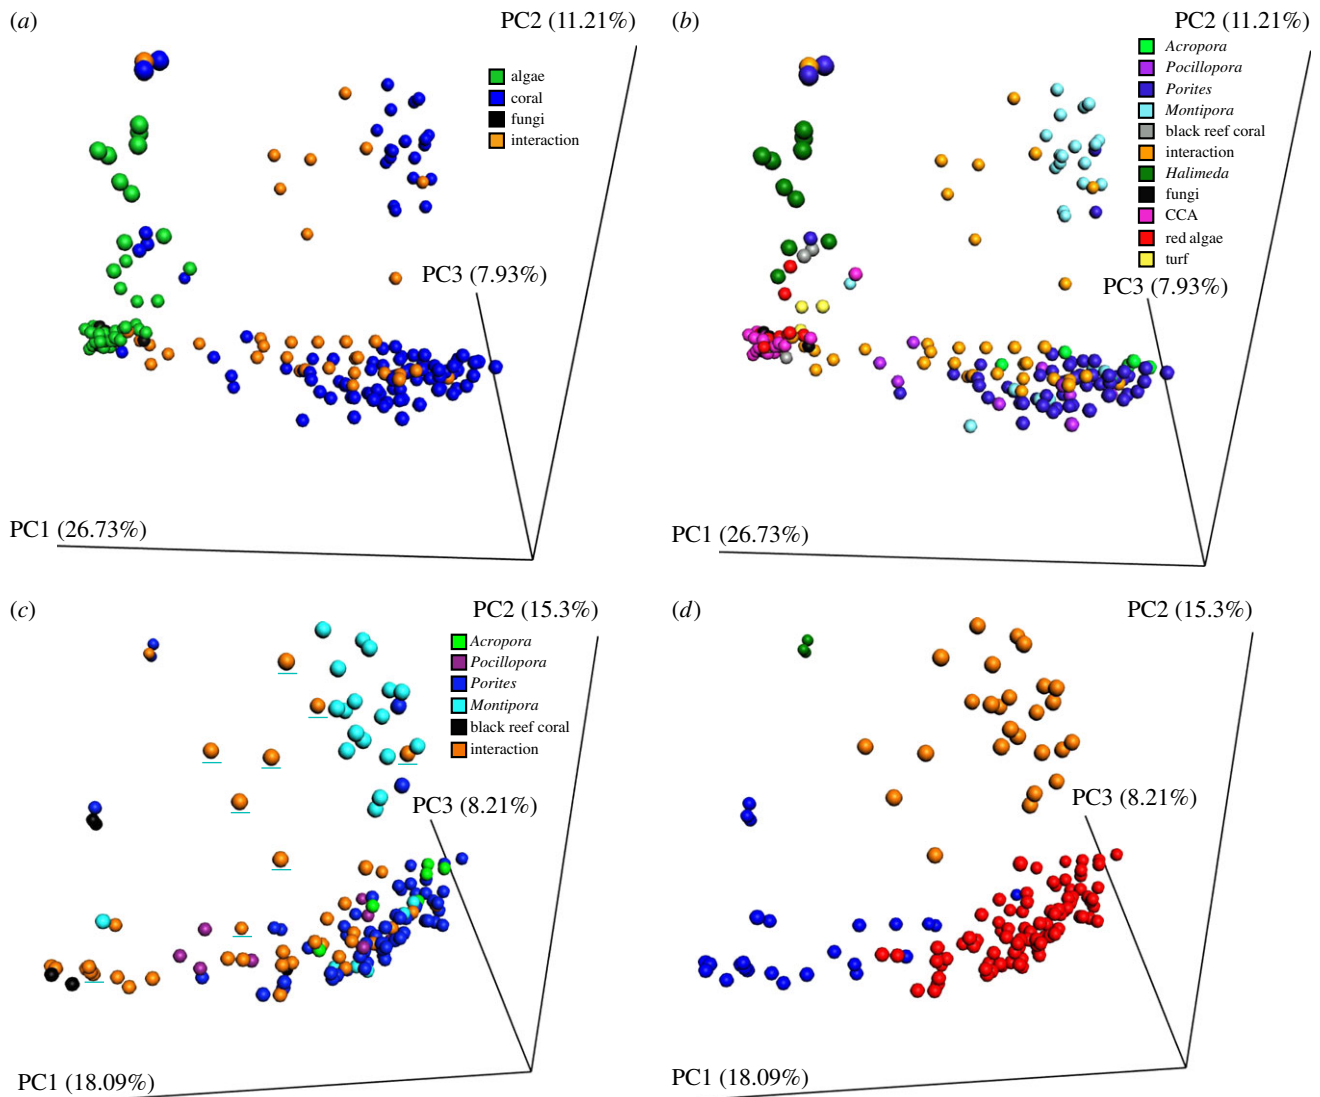 (a)
PC2 (11.21%)
algae
coral
fungi
interaction
PC3 (7.93%)
PC1 (26.73%)
(b)
PC2 (11.21%)
Acropora
Pocillopora
Porites
Montipora
black reef coral
interaction
Halimeda
fungi
CCA
red algae
turf
PC3 (7.93%)
PC1 (26.73%)
(c)
PC2 (15.3%)
Acropora
Pocillopora
Porites
Montipora
black reef coral
interaction
PC3 (8.21%)
PC1 (18.09%)
(d)
PC2 (15.3%)
PC3 (8.21%)
PC1 (18.09%)